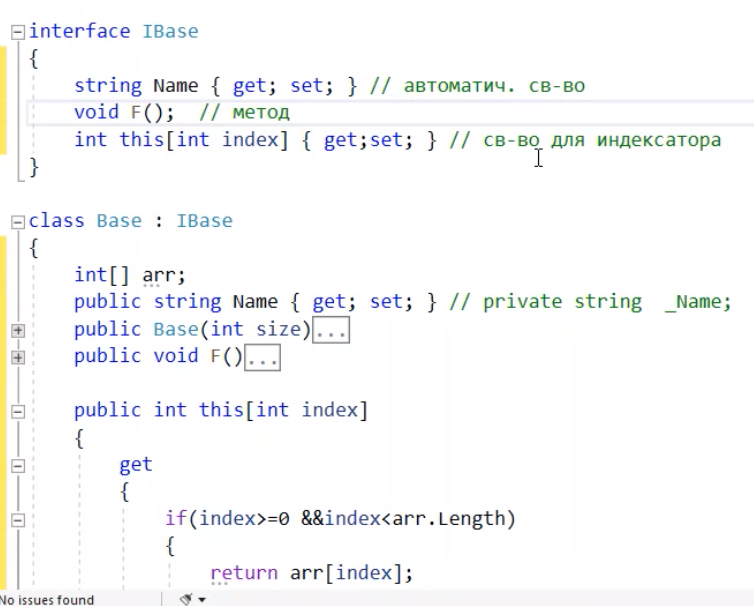 interface IBase
{
string Name { get; set; } // автоматич. св-во
void F();  // метод
int this[int index] { get;set; } // св-во для индексатора
}
class Base : IBase
{
int[] arr;
public string Name { get; set; } // private string  _Name;
public Base(int size)...
public void F()...
public int this[int index]
{
get
{
if(index>=0 &&index<arr.Length)
{
return arr[index];
No issues found